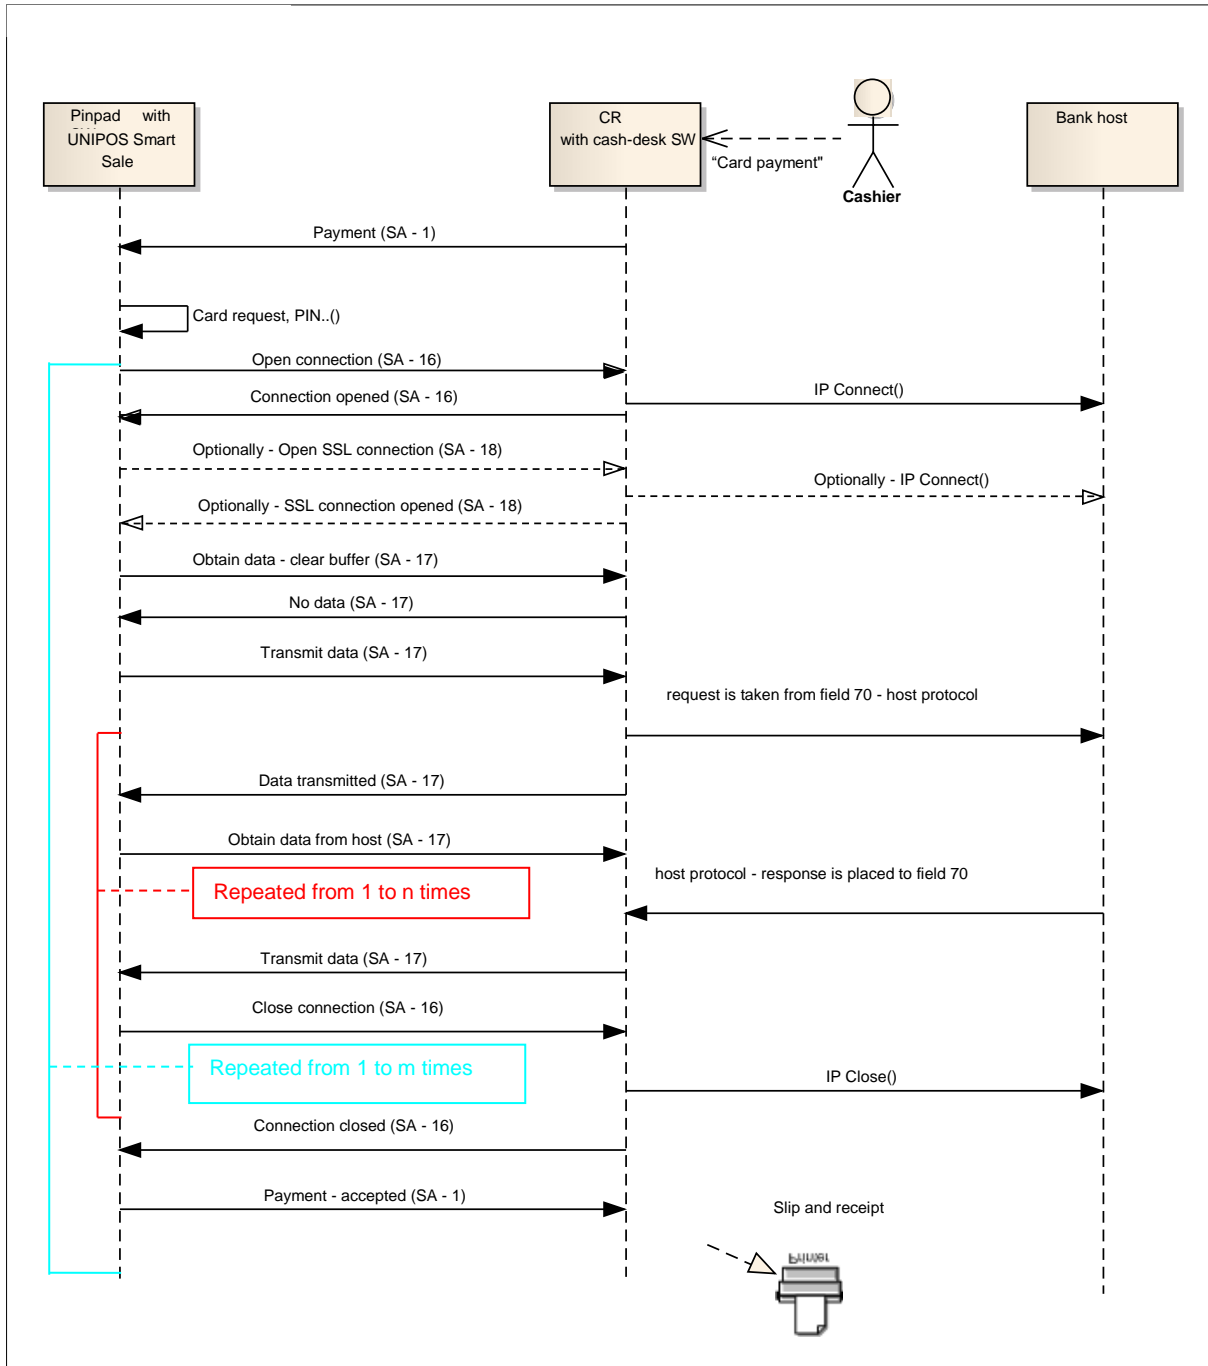 Pinpad with
UNIPOS Smart
Sale
CR
with cash-desk SW
"Card payment"
Cashier
Bank host
Payment (SA - 1)
Card request, PIN..()
Open connection (SA - 16)
IP Connect()
Connection opened (SA - 16)
Optionally - Open SSL connection (SA - 18)
Optionally - IP Connect()
Optionally - SSL connection opened (SA - 18)
Obtain data - clear buffer (SA - 17)
No data (SA - 17)
Transmit data (SA - 17)
request is taken from field 70 - host protocol
Data transmitted (SA - 17)
Obtain data from host (SA - 17)
host protocol - response is placed to field 70
Repeated from 1 to n times
Transmit data (SA - 17)
Close connection (SA - 16)
Repeated from 1 to m times
IP Close()
Connection closed (SA - 16)
Payment - accepted (SA - 1)
Slip and receipt
Printer